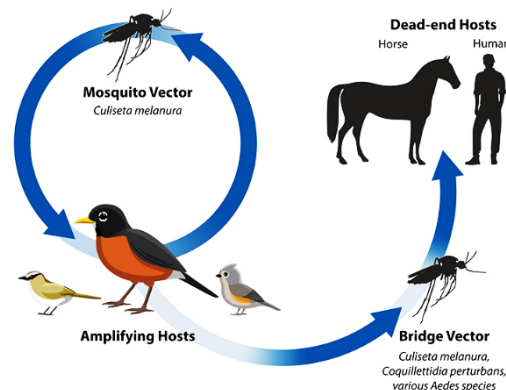 Dead-end Hosts
Horse
Human
Mosquito Vector
Culiseta melanura
Amplifying Hosts
Bridge Vector
Culiseta melanura,
Coquillettidia perturbans,
various Aedes species